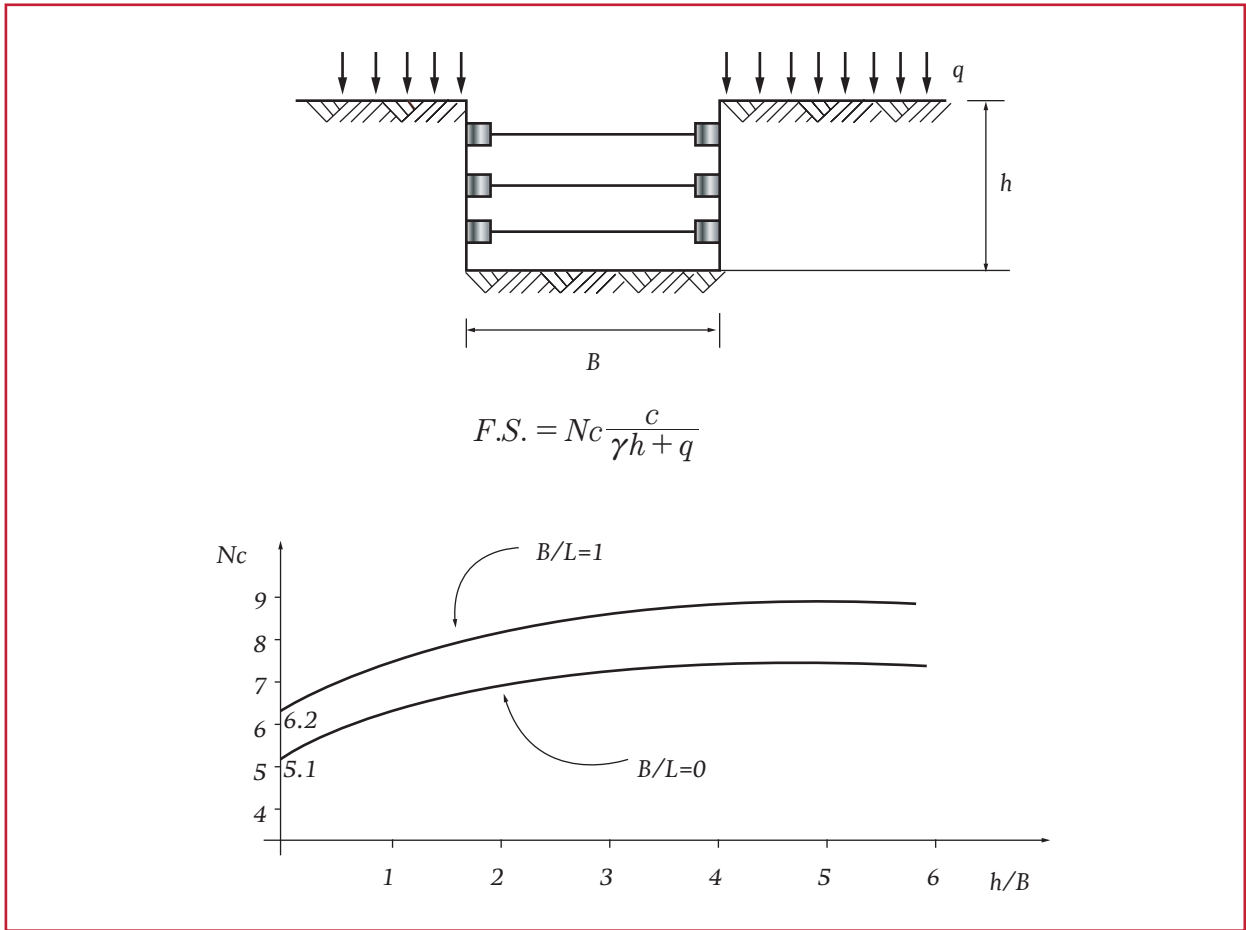 q
h
B
F.S. = Nc c / γh + q
Nc
B/L=1
9
8
7
6
6.2
5
5.1
B/L=0
4
1 2 3 4 5 6 h/B